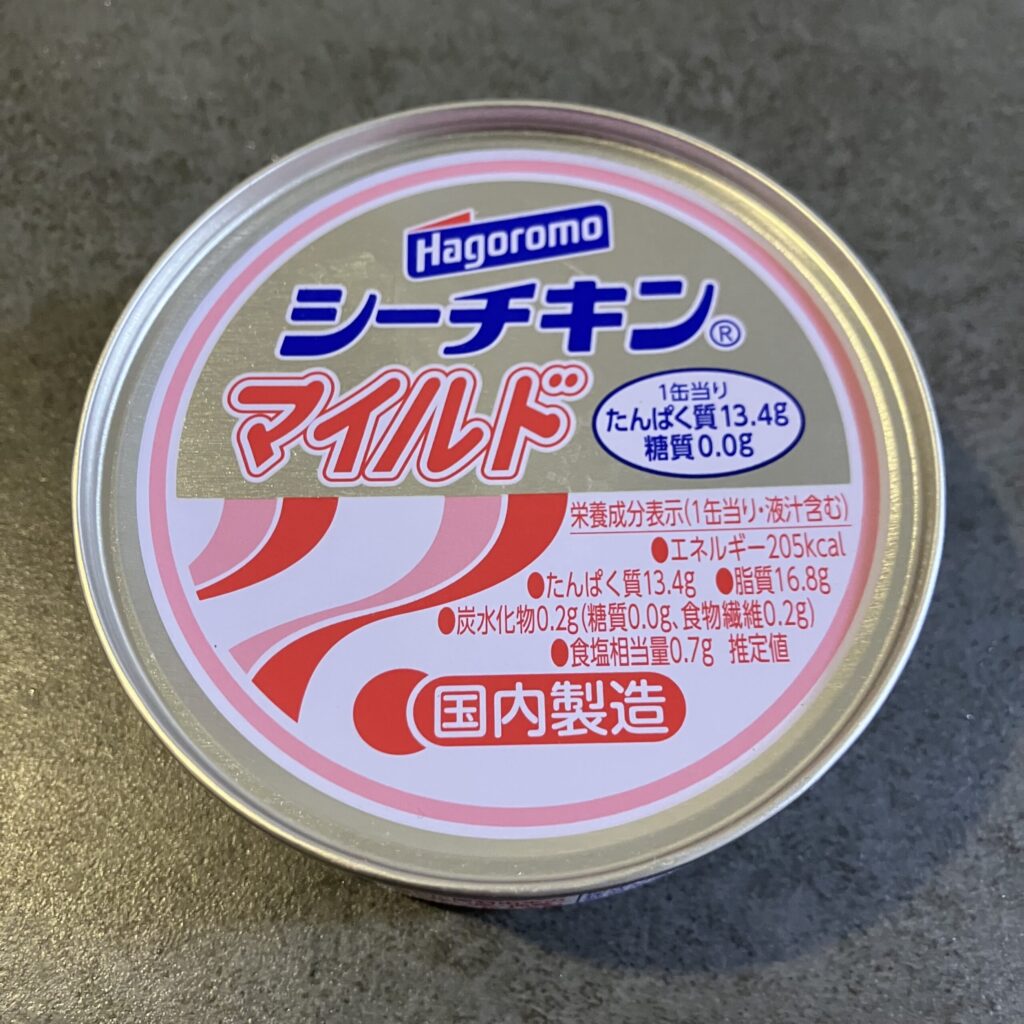 Hagoromo
シーチキン®
マイルド
1缶当り
たんぱく質13.4g
糖質0.0g
栄養成分表示(1缶当り・液汁含む)
●エネルギー205kcal
●たんぱく質13.4g ●脂質16.8g
●炭水化物0.2g(糖質0.0g、食物繊維0.2g)
●食塩相当量0.7g 推定値
国内製造